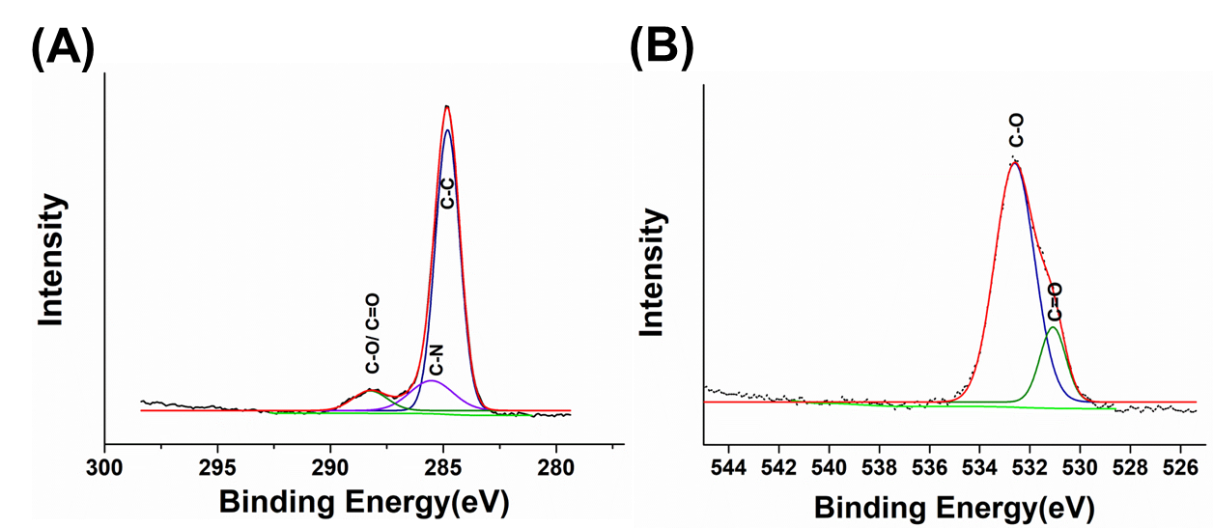 (A)
Intensity
C-O/ C=O
C-N
C-C
300 295 290 285 280
Binding Energy(eV)
(B)
Intensity
C-O
C=O
544 542 540 538 536 534 532 530 528 526
Binding Energy(eV)